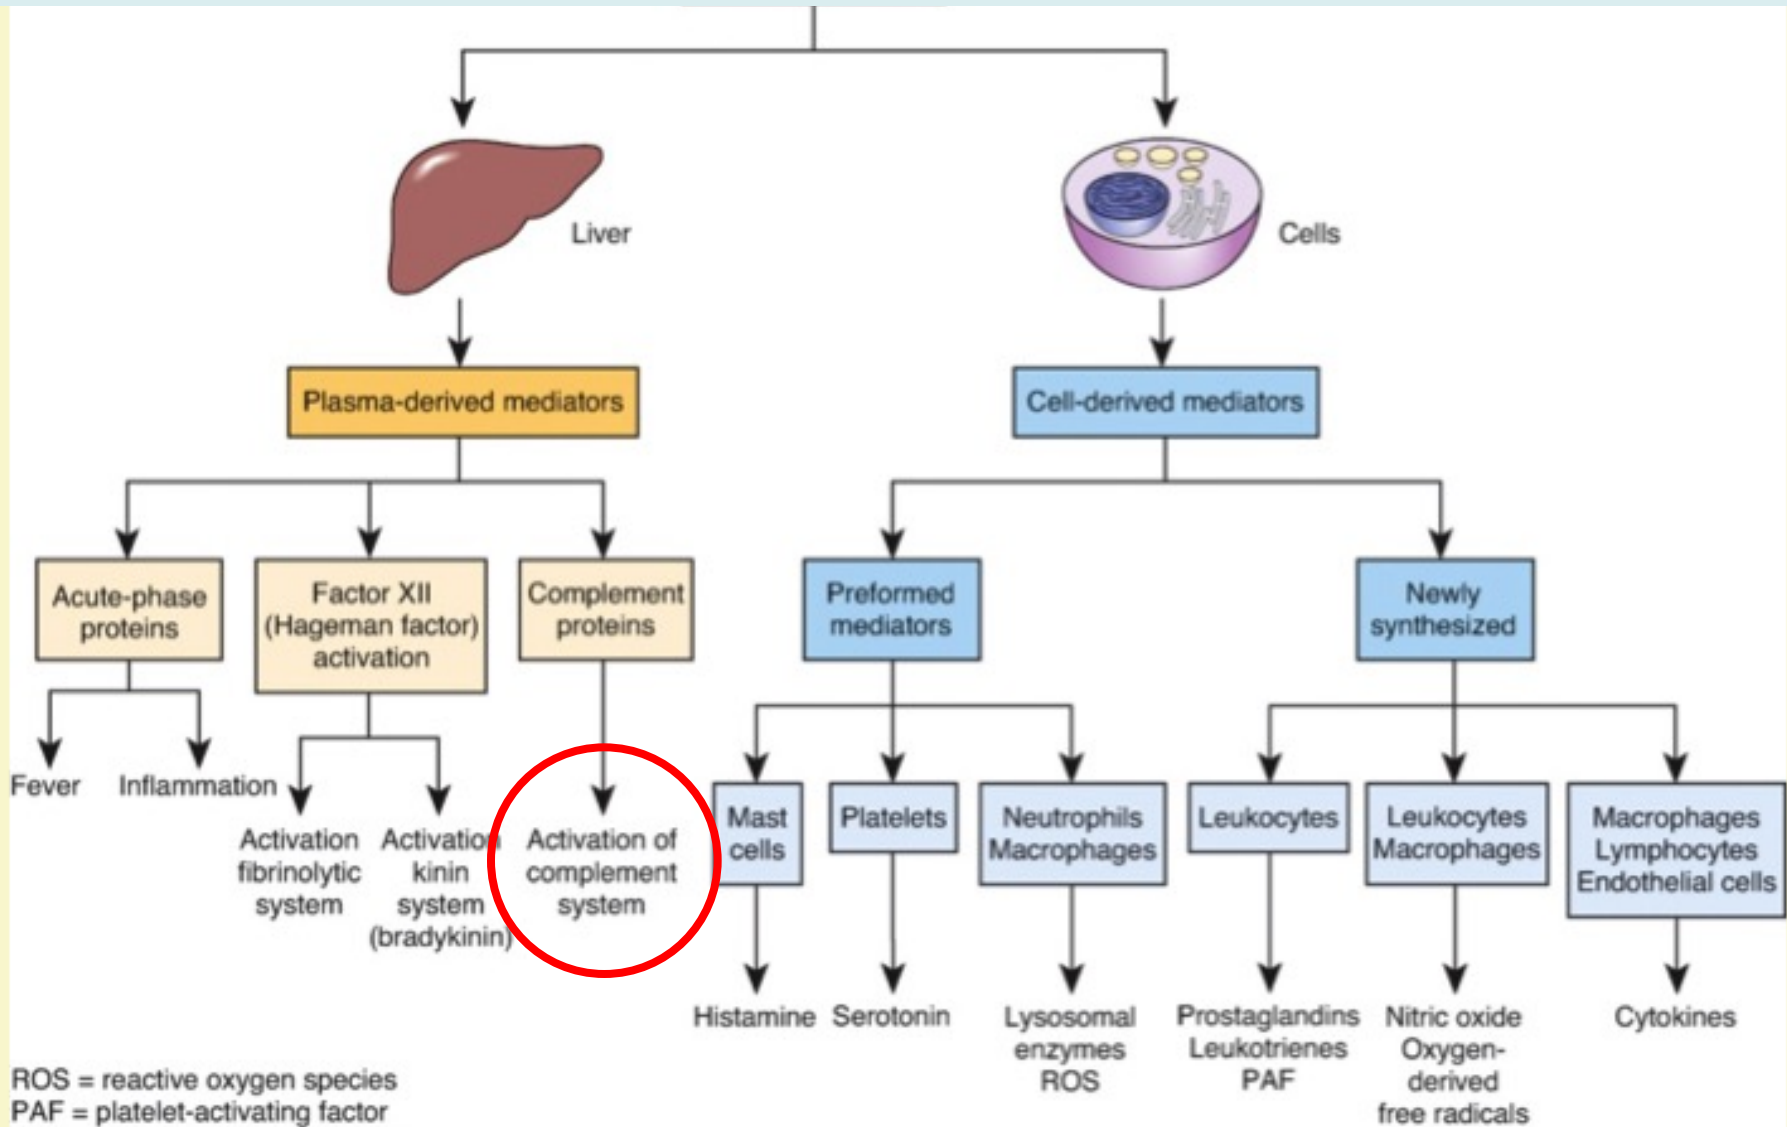 Liver
Cells
Plasma-derived mediators
Cell-derived mediators
Acute-phase
proteins
Factor XII
(Hageman factor)
activation
Complement
proteins
Preformed
mediators
Newly
synthesized
Fever
Inflammation
Activation
fibrinolytic
system
Activation
kinin
system
(bradykinin)
Activation of
complement
system
Mast
cells
Platelets
Neutrophils
Macrophages
Leukocytes
Leukocytes
Macrophages
Macrophages
Lymphocytes
Endothelial cells
Histamine
Serotonin
Lysosomal
enzymes
ROS
Prostaglandins
Leukotrienes
PAF
Nitric oxide
Oxygen-
derived
free radicals
Cytokines
ROS = reactive oxygen species
PAF = platelet-activating factor